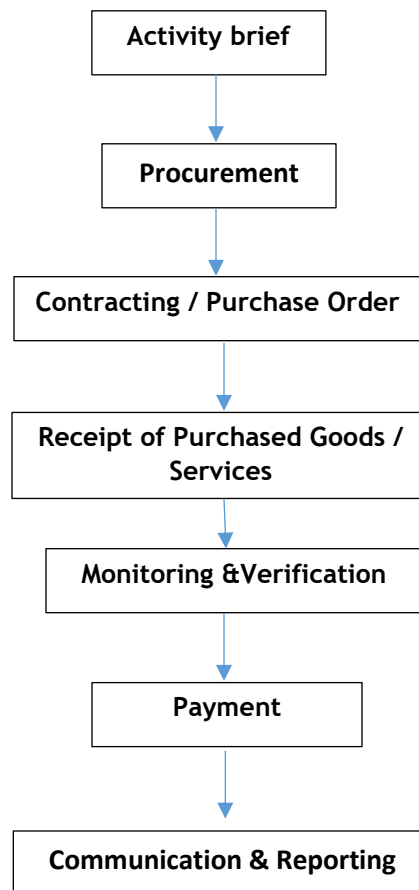 Activity brief
Procurement
Contracting / Purchase Order
Receipt of Purchased Goods /
Services
Monitoring &Verification
Payment
Communication & Reporting